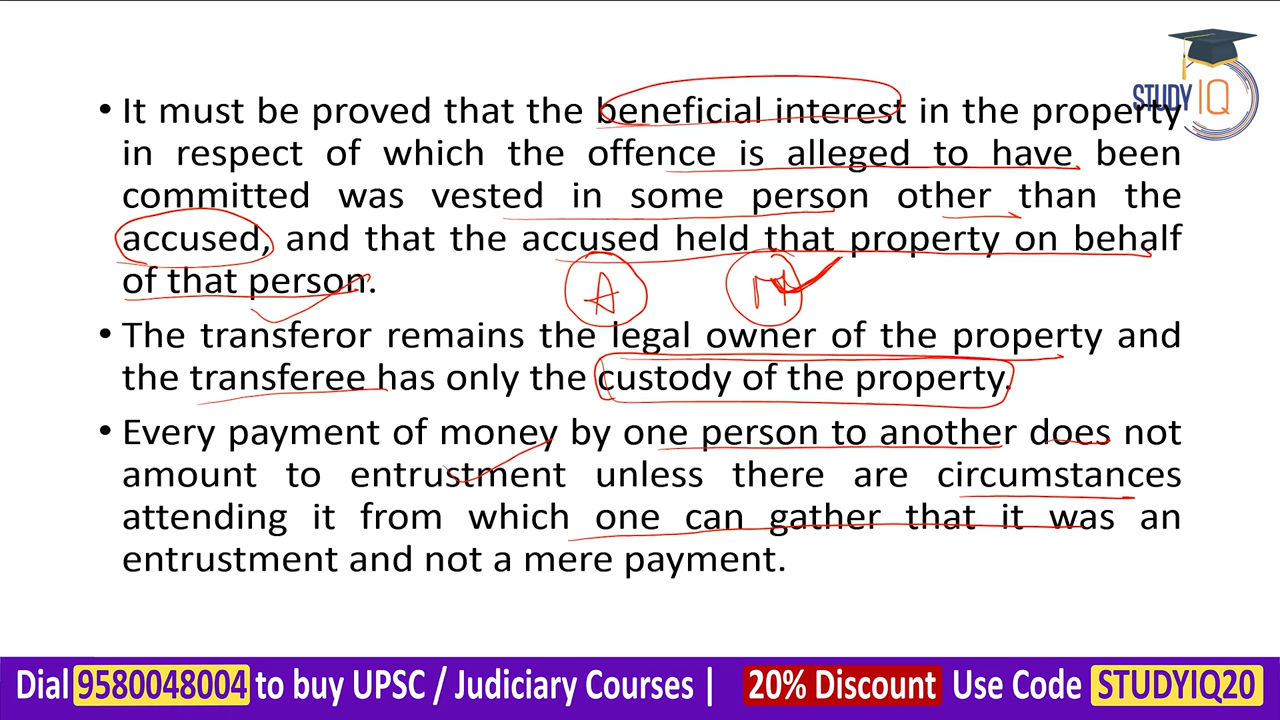 STUDY IQ
• It must be proved that the beneficial interest in the property
in respect of which the offence is alleged to have been
committed was vested in some person other than the
accused, and that the accused held that property on behalf
of that person.
A M
• The transferor remains the legal owner of the property and
the transferee has only the custody of the property.
• Every payment of money by one person to another does not
amount to entrustment unless there are circumstances
attending it from which one can gather that it was an
entrustment and not a mere payment.
Dial 9580048004 to buy UPSC / Judiciary Courses | 20% Discount Use Code STUDYIQ20